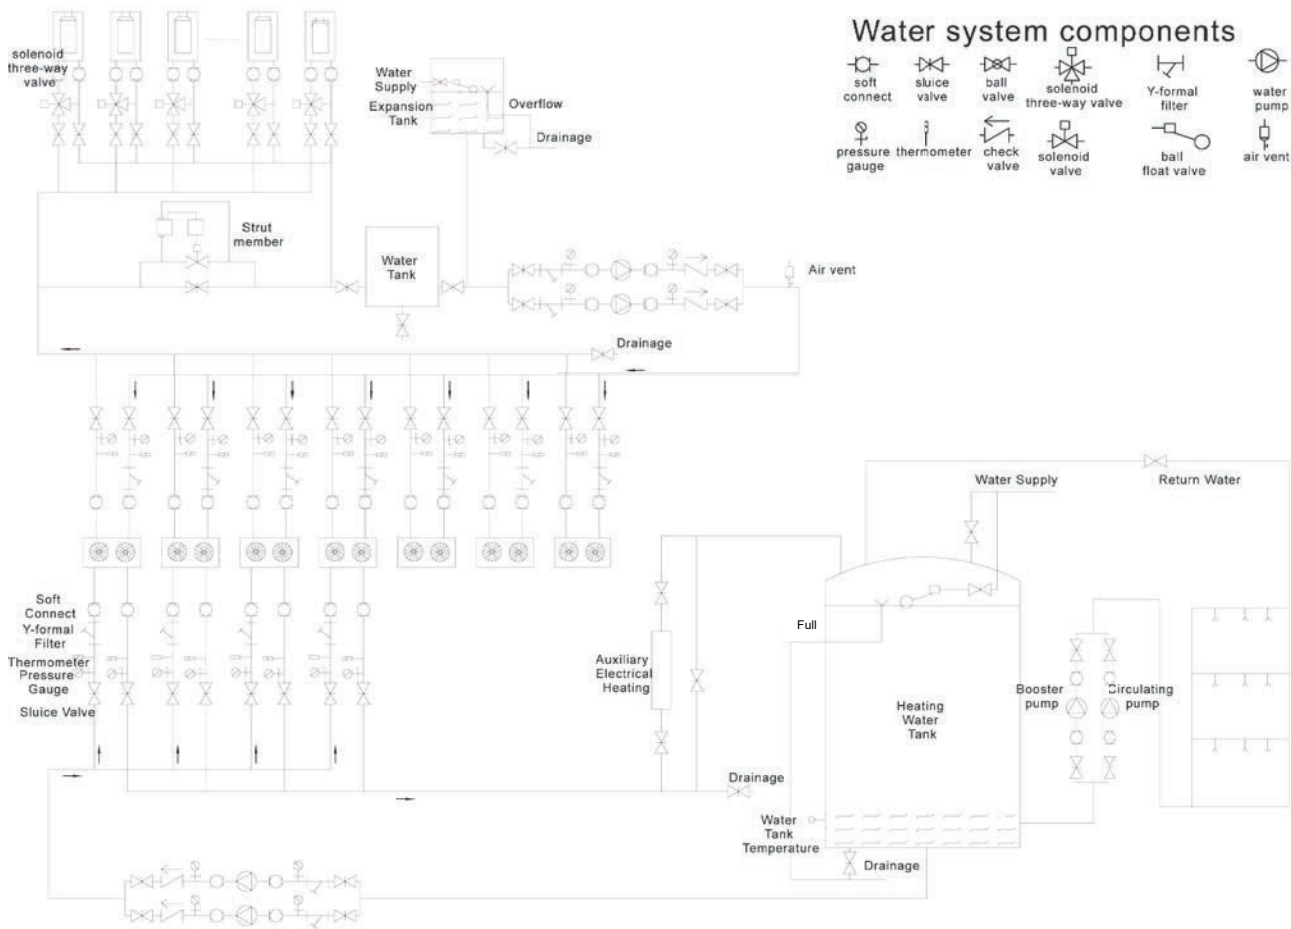 Water system components
soft
connect
sluice
valve
ball
valve
solenoid
three-way valve
Y-formal
filter
water
pump
pressure
gauge
thermometer
check
valve
solenoid
valve
ball
float valve
air vent
solenoid
three-way
valve
Water
Supply
Expansion
Tank
Overflow
Drainage
Strut
member
Water
Tank
Air vent
Drainage
Water Supply
Return Water
Soft
Connect
Y-formal
Filter
Thermometer
Pressure
Gauge
Sluice Valve
Full
Auxiliary
Electrical
Heating
Heating
Water
Tank
Booster
pump
Circulating
pump
Drainage
Water
Tank
Temperature
Drainage